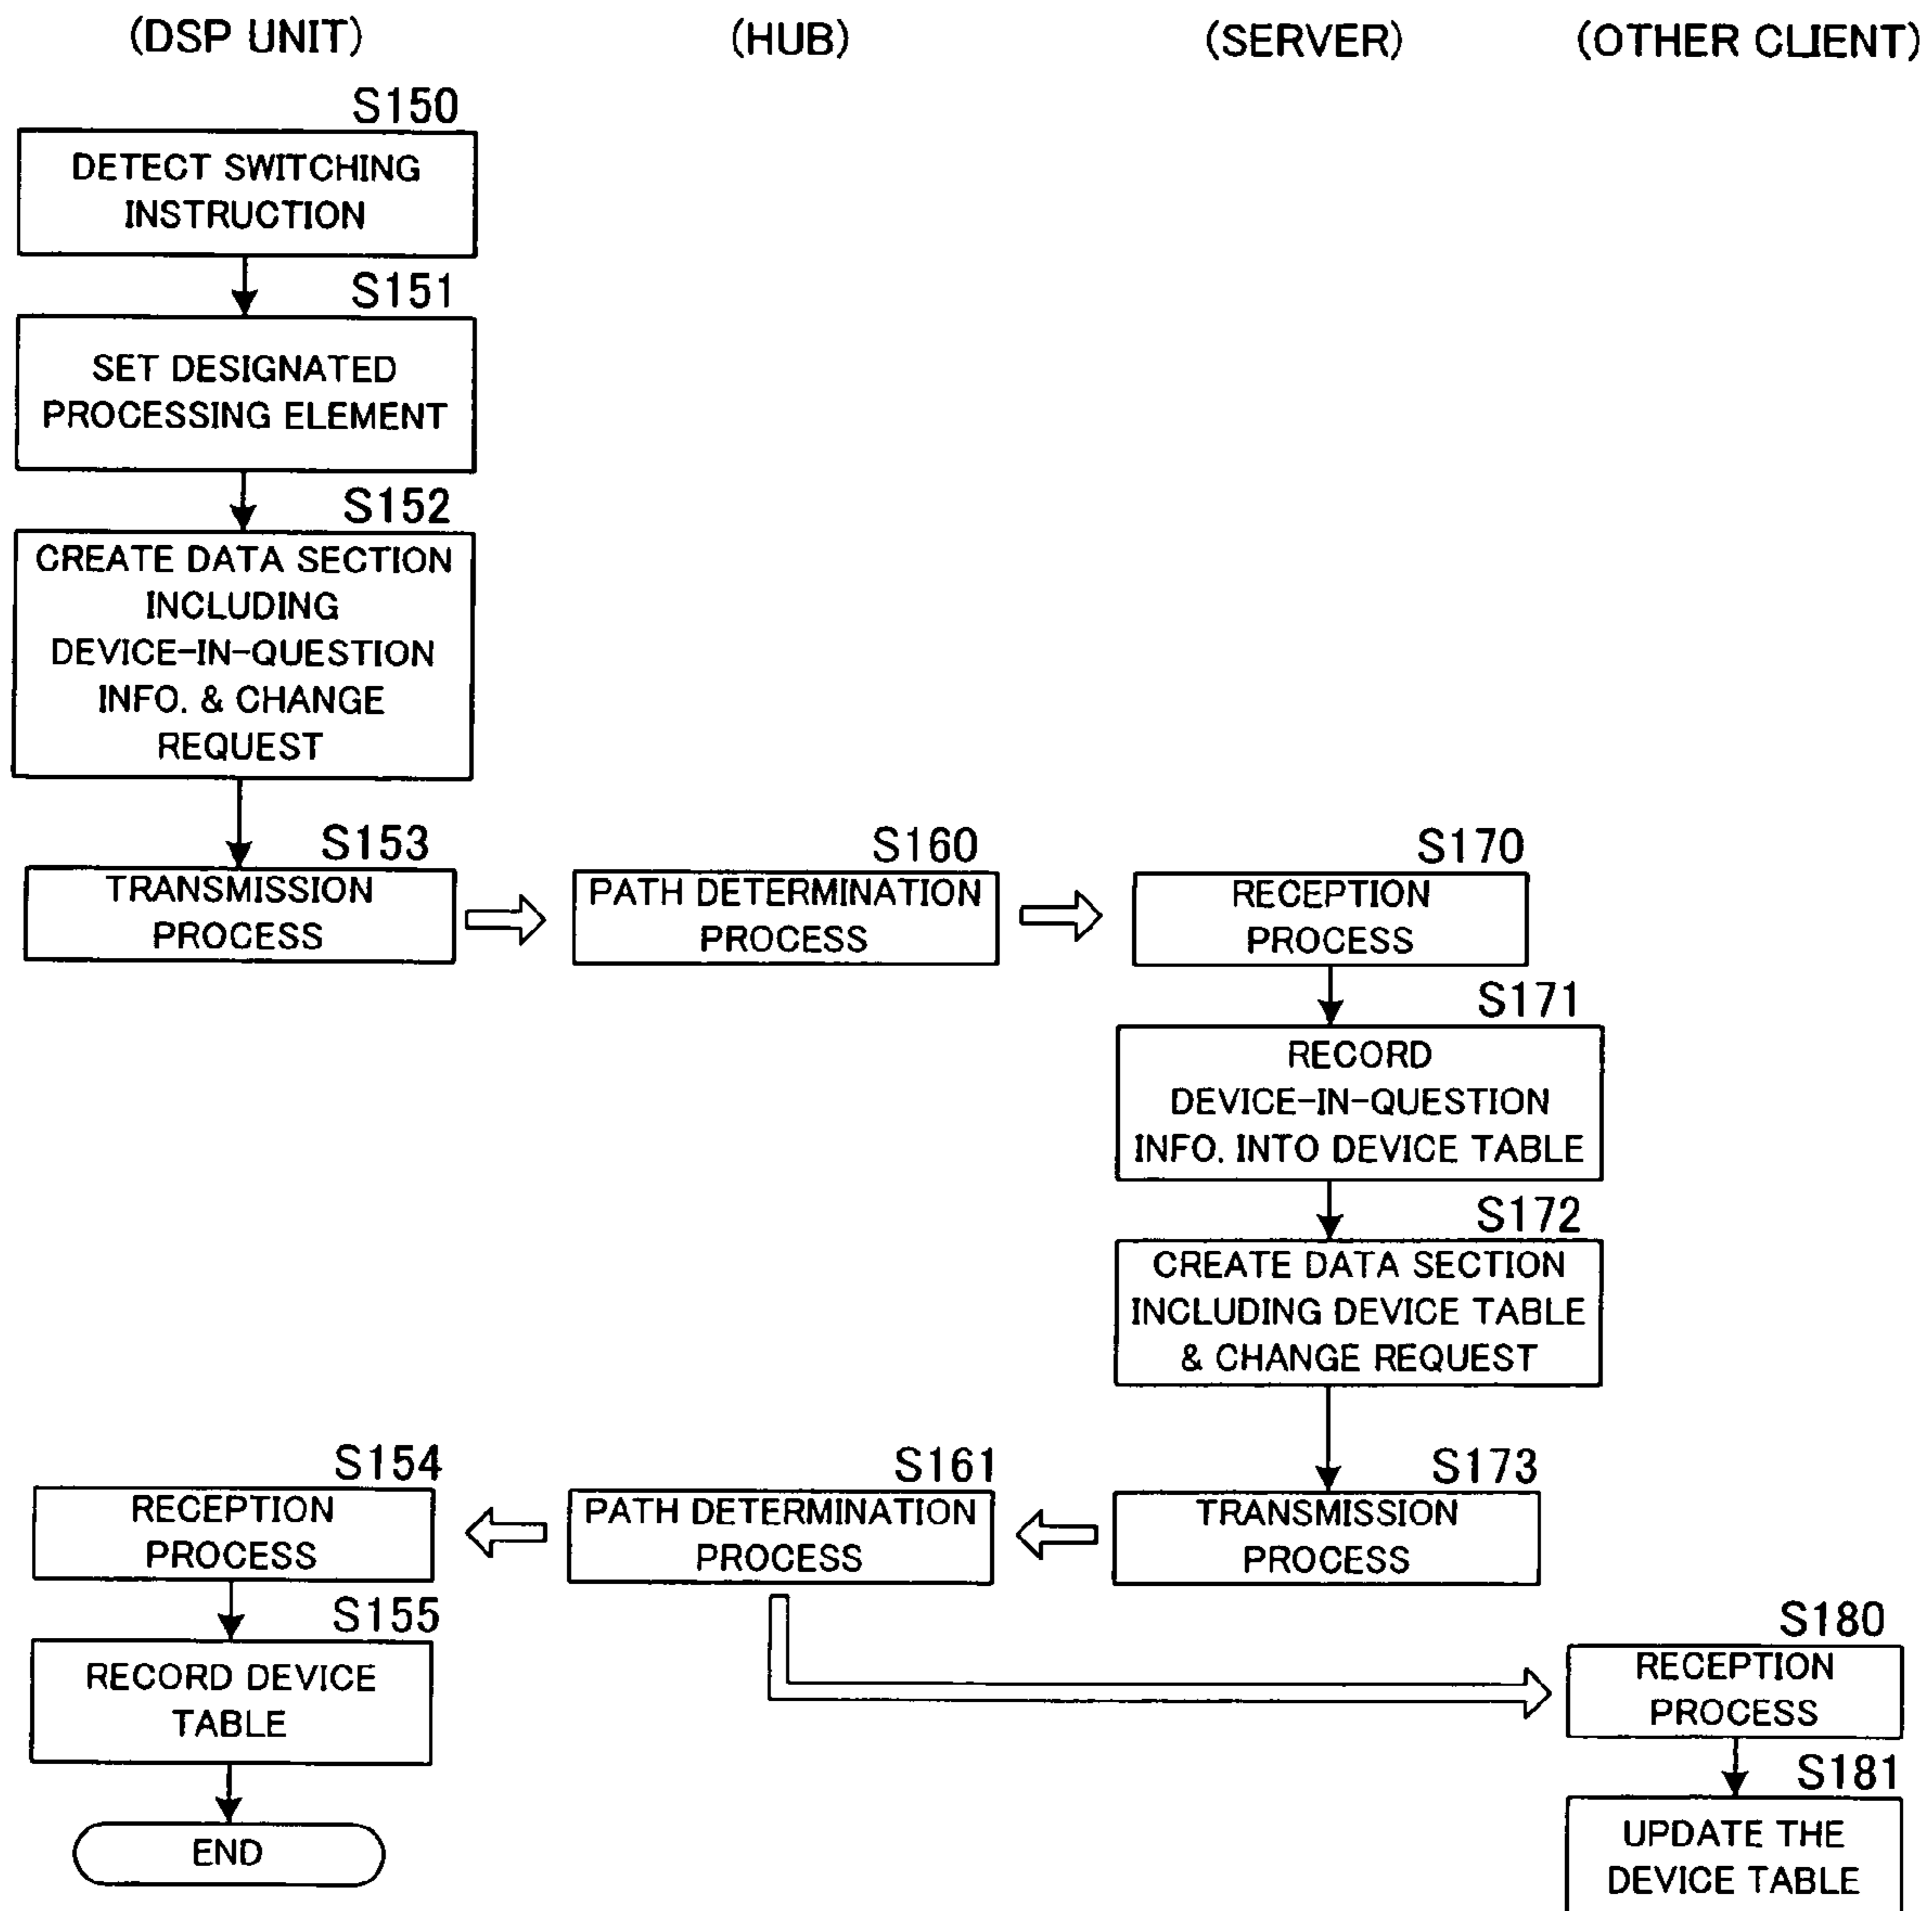 (DSP UNIT)
(HUB)
(SERVER)
(OTHER CLIENT)
S150
DETECT SWITCHING
INSTRUCTION
S151
SET DESIGNATED
PROCESSING ELEMENT
S152
CREATE DATA SECTION
INCLUDING
DEVICE-IN-QUESTION
INFO. & CHANGE
REQUEST
S153
TRANSMISSION
PROCESS
S160
PATH DETERMINATION
PROCESS
S170
RECEPTION
PROCESS
S171
RECORD
DEVICE-IN-QUESTION
INFO. INTO DEVICE TABLE
S172
CREATE DATA SECTION
INCLUDING DEVICE TABLE
& CHANGE REQUEST
S173
TRANSMISSION
PROCESS
S161
PATH DETERMINATION
PROCESS
S154
RECEPTION
PROCESS
S155
RECORD DEVICE
TABLE
END
S180
RECEPTION
PROCESS
S181
UPDATE THE
DEVICE TABLE